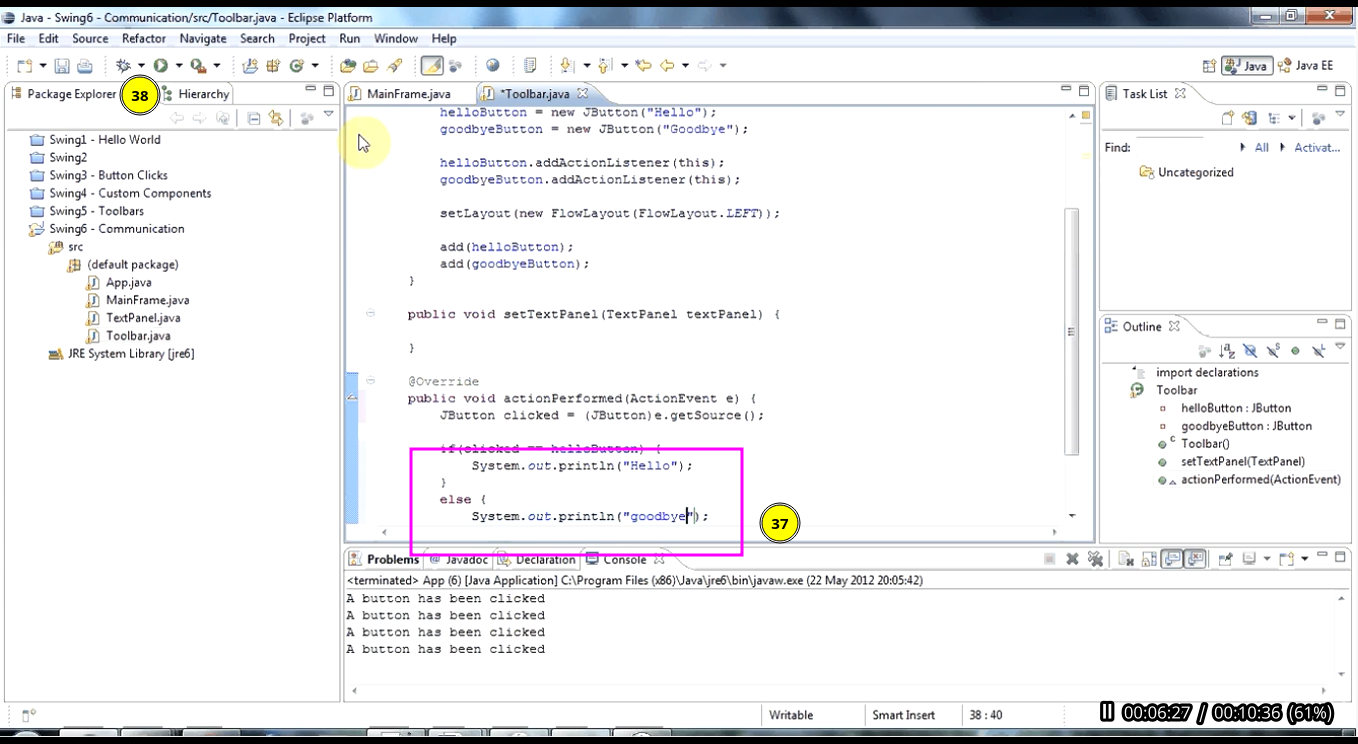 Java - Swing6 - Communication/src/Toolbar.java - Eclipse Platform
File Edit Source Refactor Navigate Search Project Run Window Help
Java Java EE
Package Explorer 38 Hierarchy
MainFrame.java *Toolbar.java
Task List
Find: All Activat...
Uncategorized
Swing1 - Hello World
Swing2
Swing3 - Button Clicks
Swing4 - Custom Components
Swing5 - Toolbars
Swing6 - Communication
src
(default package)
App.java
MainFrame.java
TextPanel.java
Toolbar.java
JRE System Library [jre6]
helloButton = new JButton("Hello");
goodbyeButton = new JButton("Goodbye");
helloButton.addActionListener(this);
goodbyeButton.addActionListener(this);
setLayout(new FlowLayout(FlowLayout.LEFT));
add(helloButton);
add(goodbyeButton);
}
public void setTextPanel(TextPanel textPanel) {
}
@Override
public void actionPerformed(ActionEvent e) {
JButton clicked = (JButton)e.getSource();
if(clicked == helloButton) {
System.out.println("Hello");
}
else {
System.out.println("goodbye");
37
Outline
import declarations
Toolbar
helloButton : JButton
goodbyeButton : JButton
C Toolbar()
setTextPanel(TextPanel)
actionPerformed(ActionEvent)
Problems @ Javadoc Declaration Console
<terminated> App (6) [Java Application] C:\Program Files (x86)\Java\jre6\bin\javaw.exe (22 May 2012 20:05:42)
A button has been clicked
A button has been clicked
A button has been clicked
A button has been clicked
Writable Smart Insert 38 : 40
00:06:27 / 00:10:36 (61%)